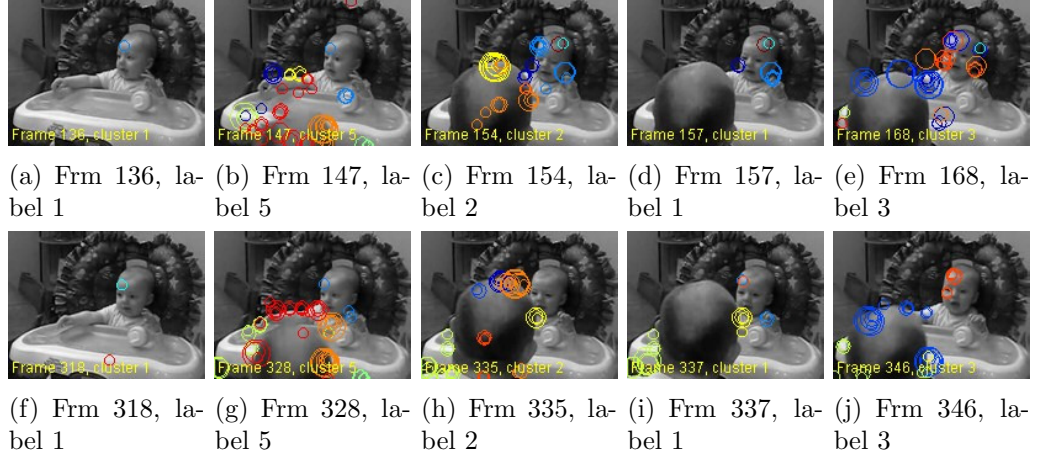 Frame 136, cluster 1
Frame 147, cluster 5
Frame 154, cluster 2
Frame 157, cluster 1
Frame 168, cluster 3
(a) Frm 136, la-
bel 1
(b) Frm 147, la-
bel 5
(c) Frm 154, la-
bel 2
(d) Frm 157, la-
bel 1
(e) Frm 168, la-
bel 3
Frame 318, cluster 1
Frame 328, cluster 5
Frame 335, cluster 2
Frame 337, cluster 1
Frame 346, cluster 3
(f) Frm 318, la-
bel 1
(g) Frm 328, la-
bel 5
(h) Frm 335, la-
bel 2
(i) Frm 337, la-
bel 1
(j) Frm 346, la-
bel 3